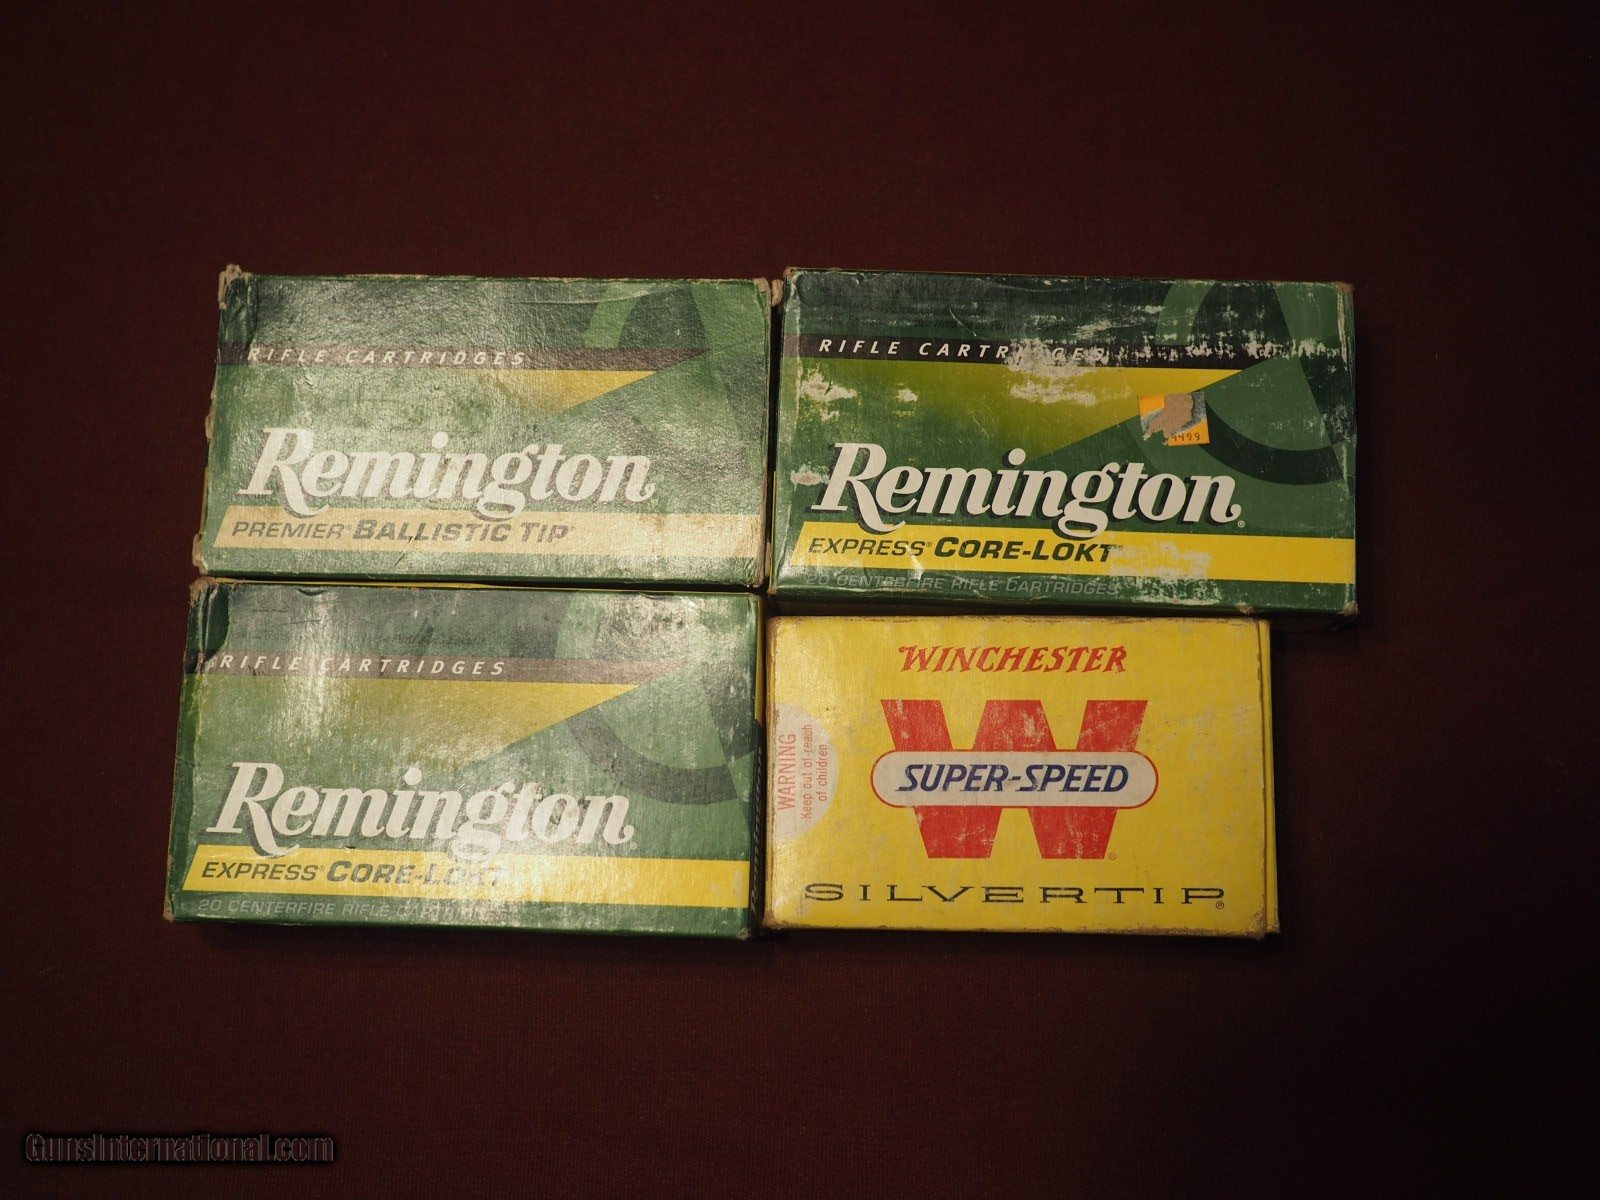 RIFLE CARTRIDGES
Remington
PREMIER® BALLISTIC TIP®
RIFLE CARTRIDGES
4499
Remington®
EXPRESS® CORE-LOKT
20 CENTERFIRE RIFLE CARTRIDGES
RIFLE CARTRIDGES
Remington®
EXPRESS® CORE-LOKT
20 CENTERFIRE RIFLE CARTRIDGES
WINCHESTER
W
SUPER-SPEED
®
SILVERTIP®
WARNING
Keep out of reach
of children
GunsInternational.com